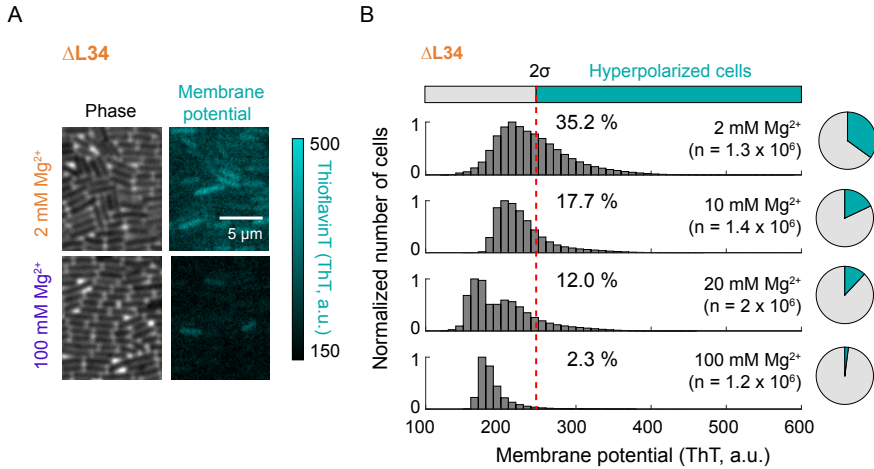 A
ΔL34
Phase
Membrane
potential
2 mM Mg²⁺
100 mM Mg²⁺
5 μm
500
ThioflavinT (ThT, a.u.)
150
B
ΔL34
2σ
Hyperpolarized cells
Normalized number of cells
1
0
35.2 %
2 mM Mg²⁺
(n = 1.3 x 10⁶)
1
0
17.7 %
10 mM Mg²⁺
(n = 1.4 x 10⁶)
1
0
12.0 %
20 mM Mg²⁺
(n = 2 x 10⁶)
1
0
2.3 %
100 mM Mg²⁺
(n = 1.2 x 10⁶)
100 200 300 400 500 600
Membrane potential (ThT, a.u.)